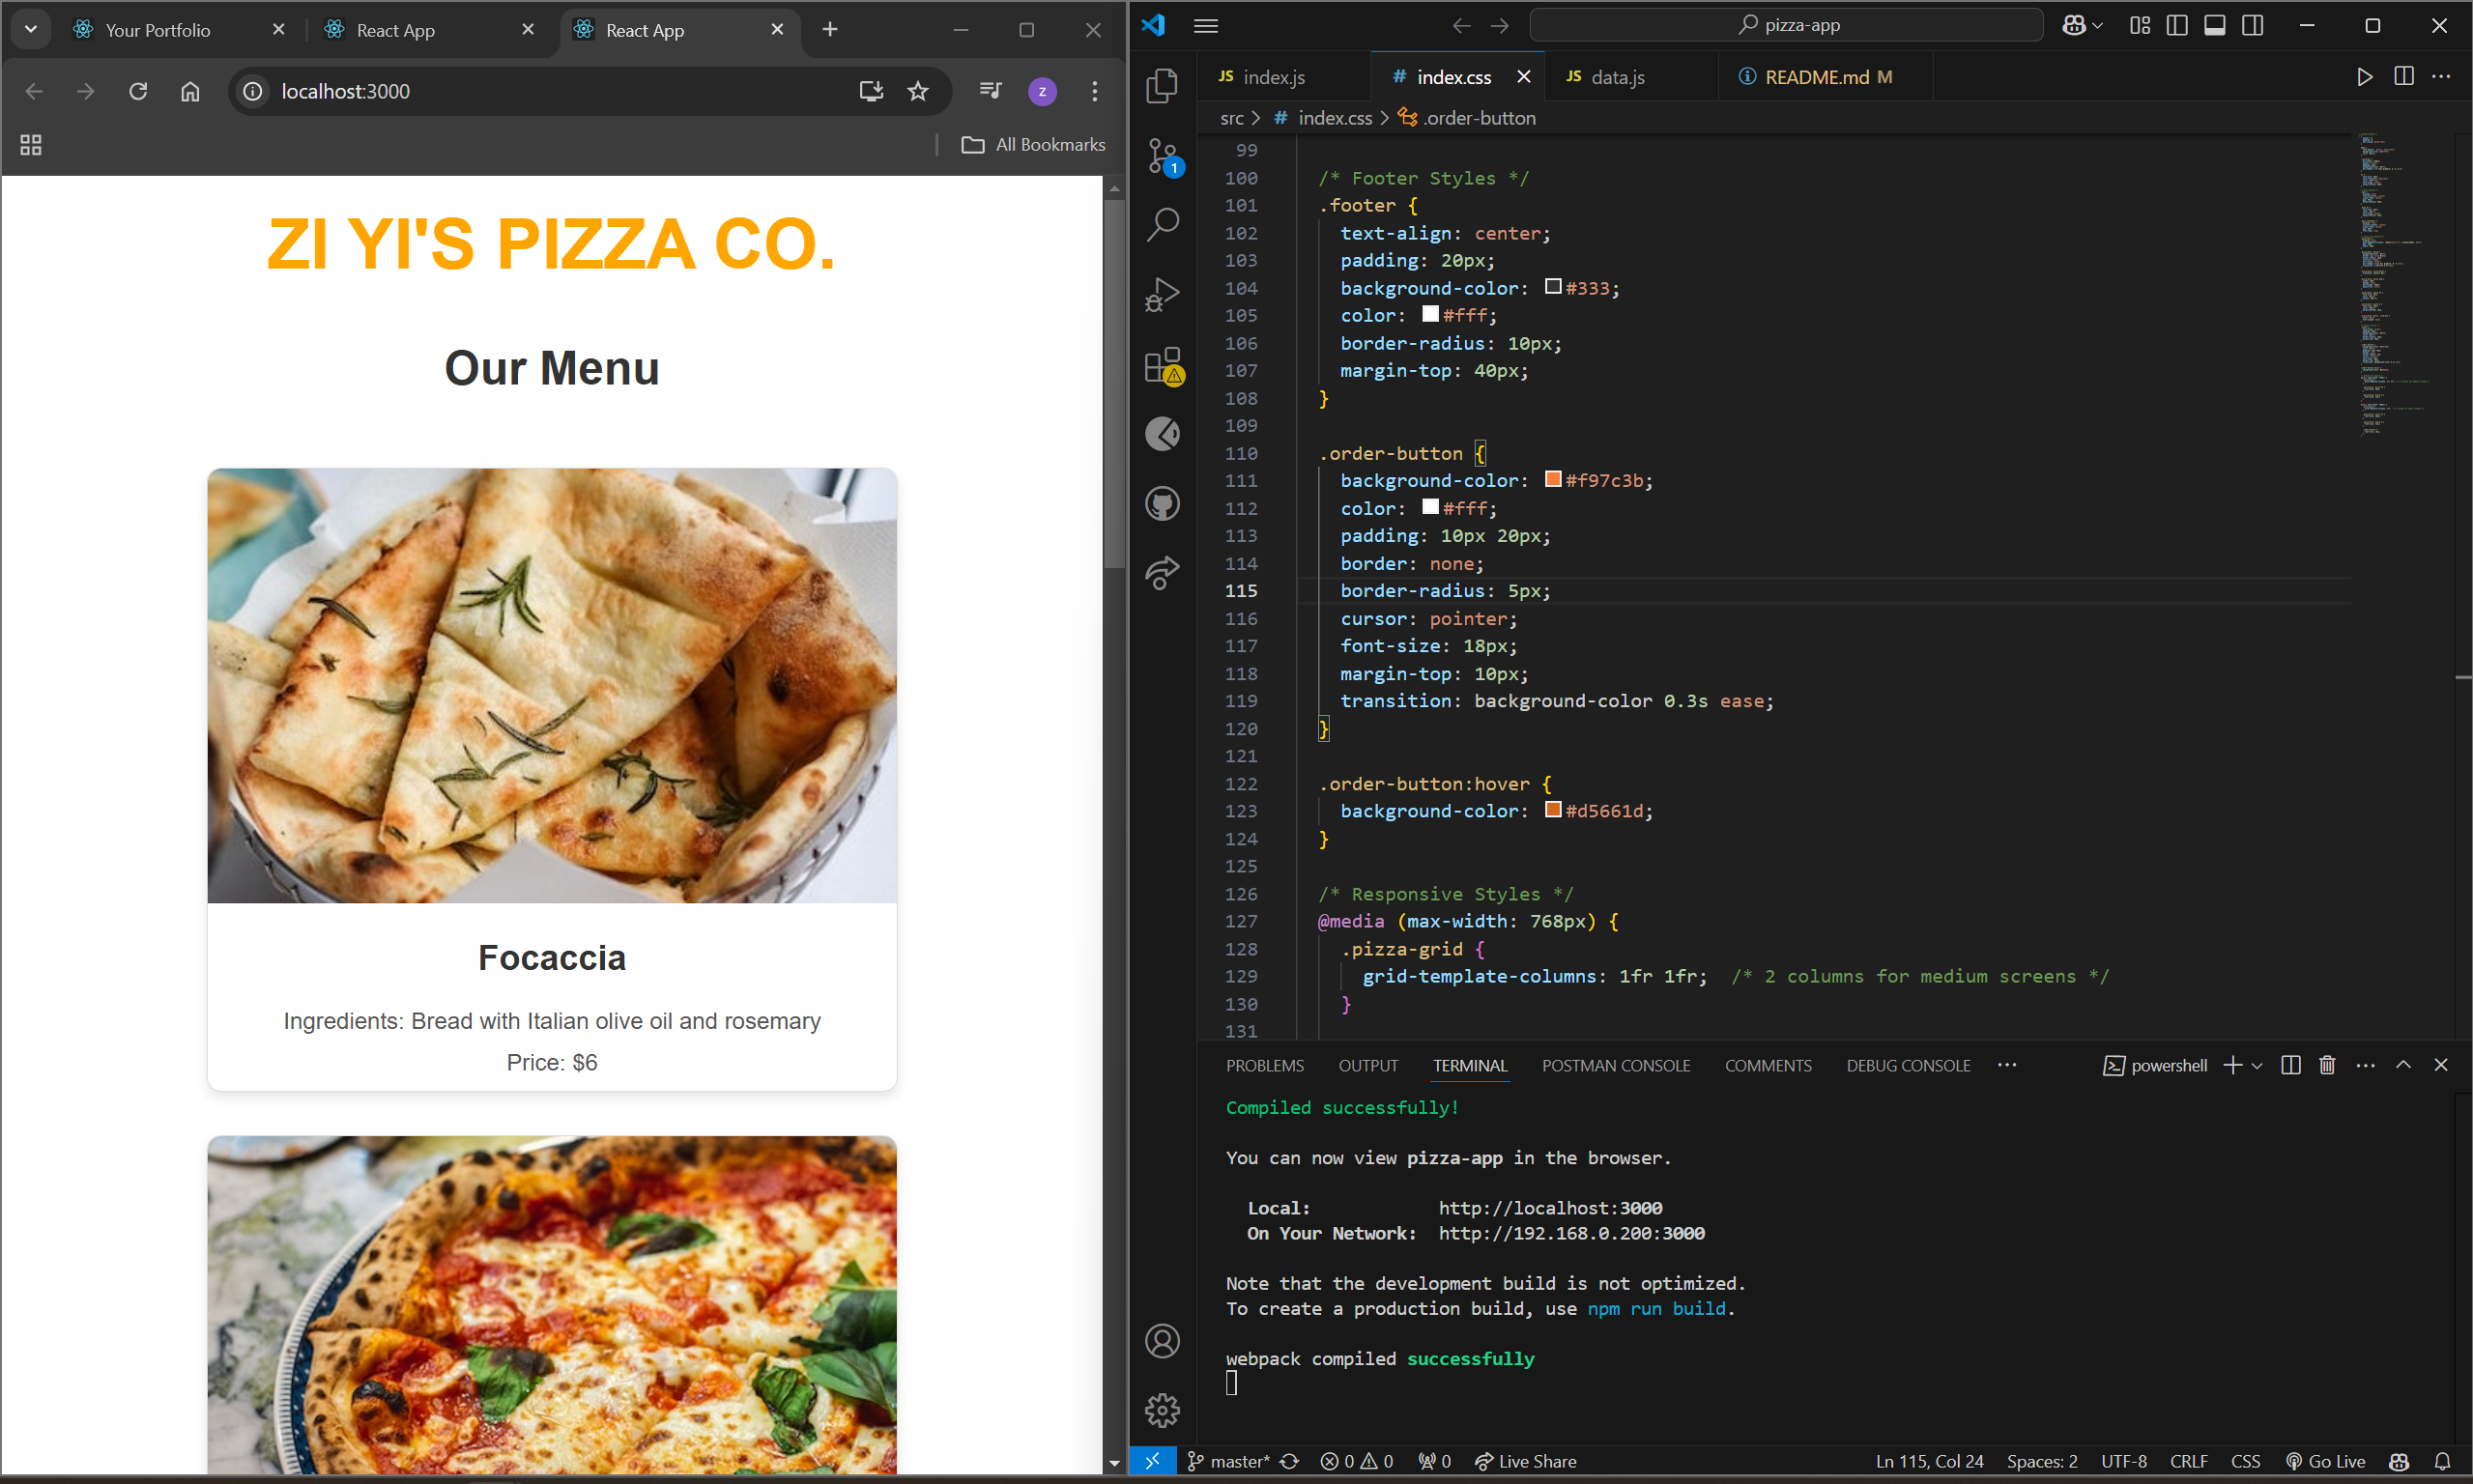 Your Portfolio
React App
React App
localhost:3000
All Bookmarks
ZI YI'S PIZZA CO.
Our Menu
Focaccia
Ingredients: Bread with Italian olive oil and rosemary
Price: $6
pizza-app
JS index.js
# index.css
JS data.js
README.md M
src > # index.css > .order-button
1
99
100 /* Footer Styles */
101 .footer {
102 text-align: center;
103 padding: 20px;
104 background-color: #333;
105 color: #fff;
106 border-radius: 10px;
107 margin-top: 40px;
108 }
109
110 .order-button {
111 background-color: #f97c3b;
112 color: #fff;
113 padding: 10px 20px;
114 border: none;
115 border-radius: 5px;
116 cursor: pointer;
117 font-size: 18px;
118 margin-top: 10px;
119 transition: background-color 0.3s ease;
120 }
121
122 .order-button:hover {
123 background-color: #d5661d;
124 }
125
126 /* Responsive Styles */
127 @media (max-width: 768px) {
128 .pizza-grid {
129 grid-template-columns: 1fr 1fr; /* 2 columns for medium screens */
130 }
131
PROBLEMS OUTPUT TERMINAL POSTMAN CONSOLE COMMENTS DEBUG CONSOLE ... powershell
Compiled successfully!
You can now view pizza-app in the browser.
Local: http://localhost:3000
On Your Network: http://192.168.0.200:3000
Note that the development build is not optimized.
To create a production build, use npm run build.
webpack compiled successfully
master* 0 0 0 Live Share Ln 115, Col 24 Spaces: 2 UTF-8 CRLF CSS Go Live